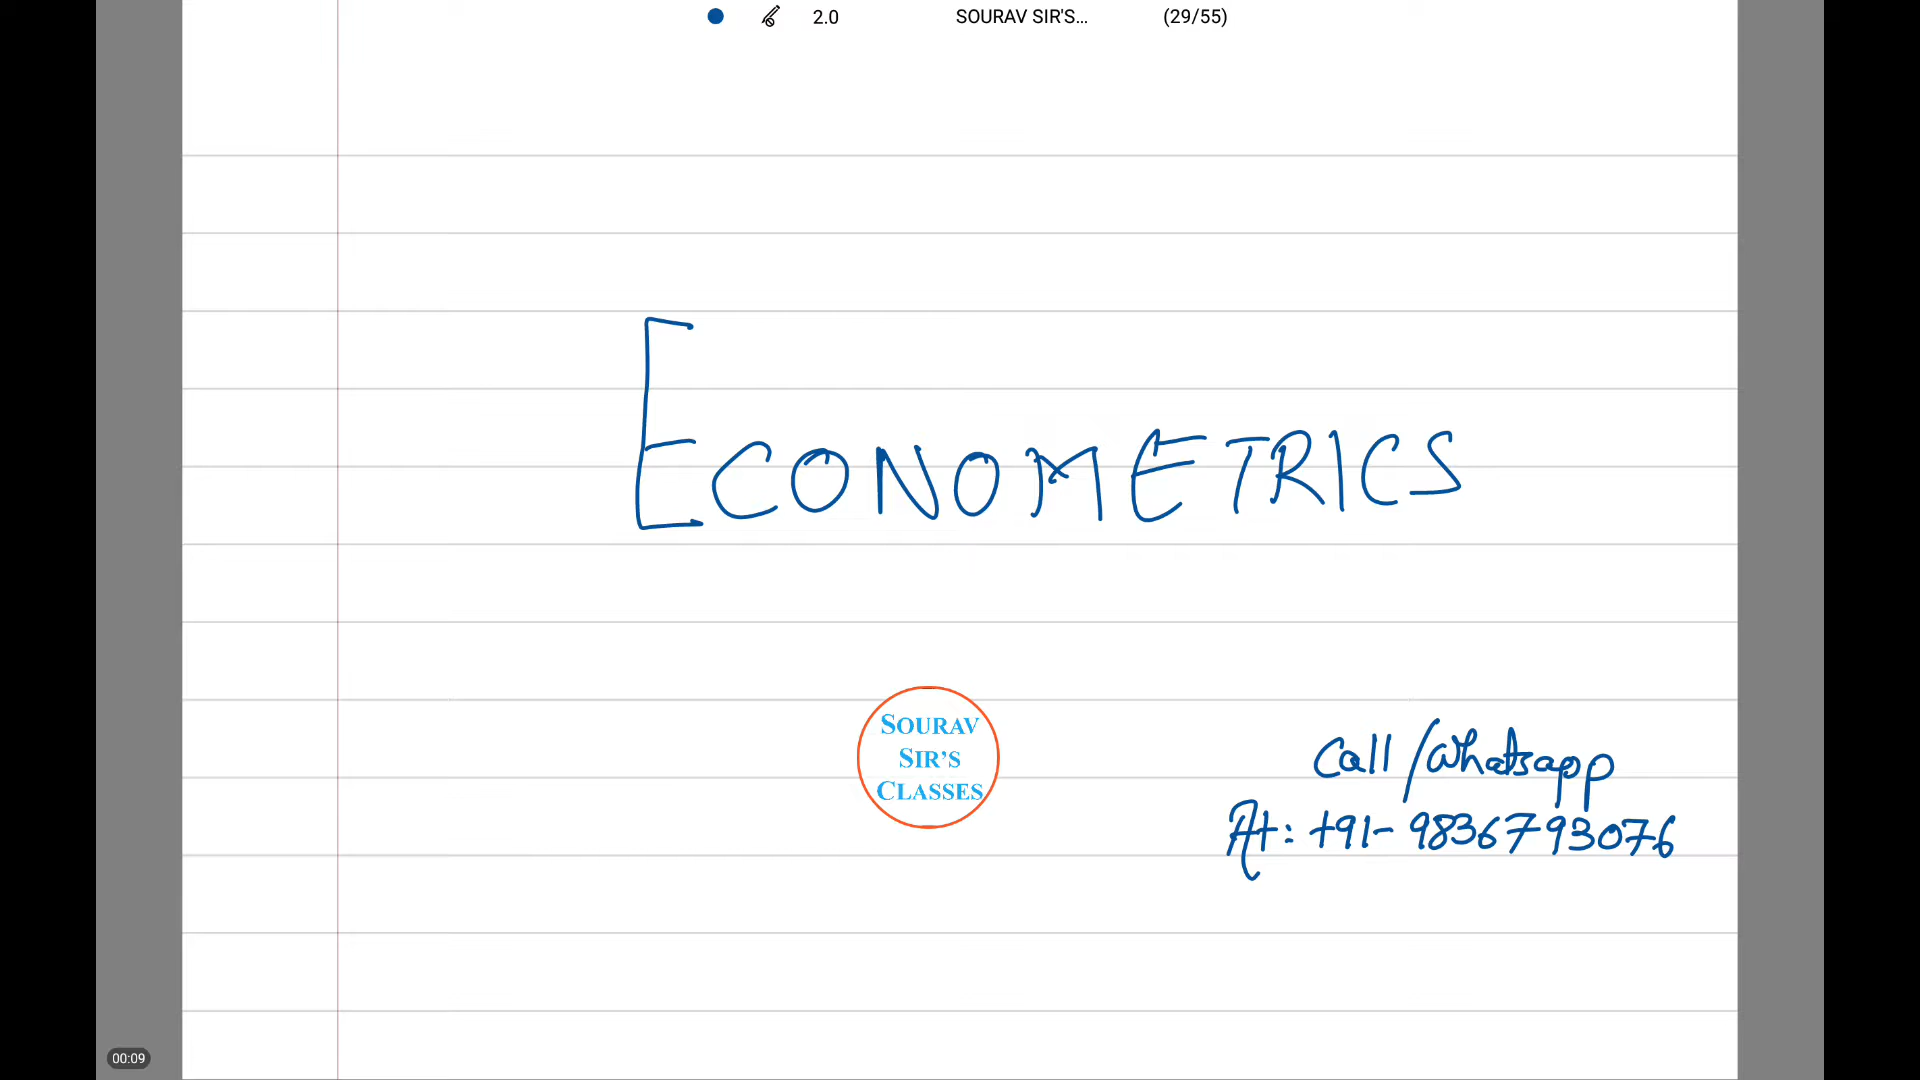 2.0 SOURAV SIR'S... (29/55)
ECONOMETRICS
SOURAV
SIR'S
CLASSES
Call/Whatsapp
At: +91-9836793076
00:09